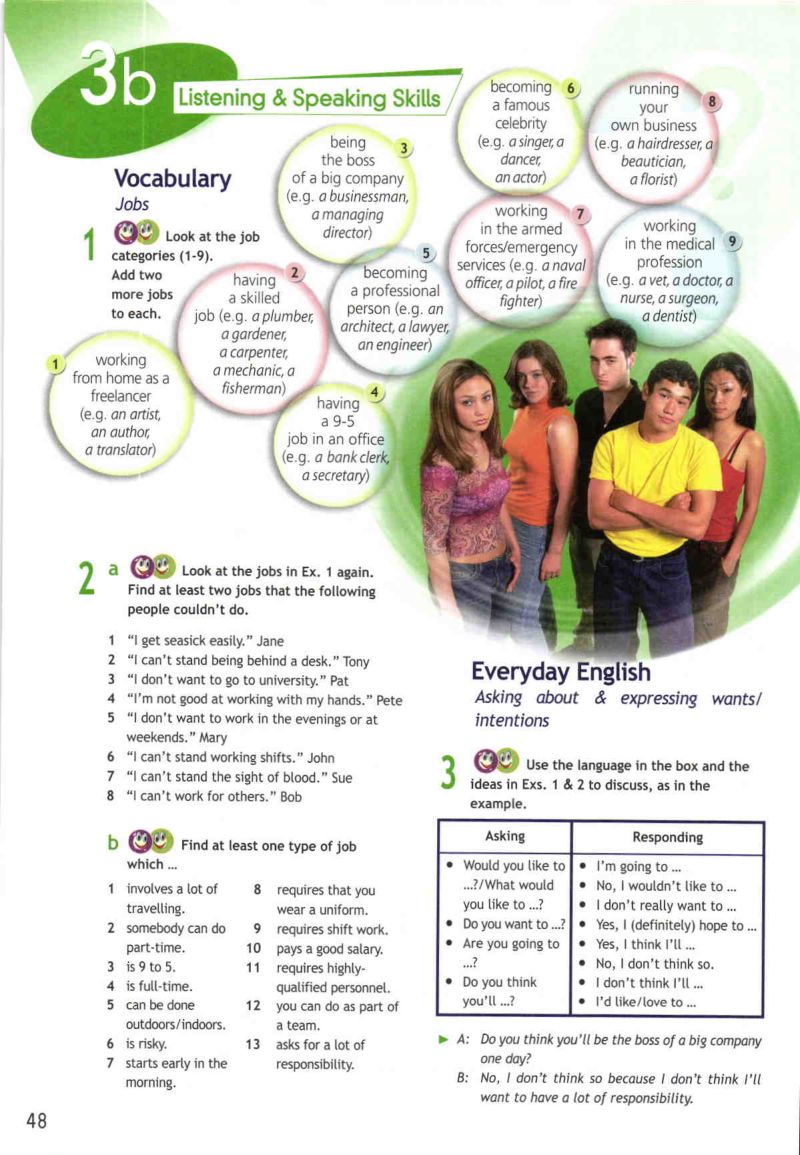 3b
Listening & Speaking Skills
Vocabulary
Jobs
1 Look at the job
categories (1-9).
Add two
more jobs
to each.
1
working
from home as a
freelancer
(e.g. an artist,
an author,
a translator)
2
having
a skilled
job (e.g. a plumber,
a gardener,
a carpenter,
a mechanic, a
fisherman)
3
being
the boss
of a big company
(e.g. a businessman,
a managing
director)
4
having
a 9-5
job in an office
(e.g. a bank clerk,
a secretary)
5
becoming
a professional
person (e.g. an
architect, a lawyer,
an engineer)
6
becoming
a famous
celebrity
(e.g. a singer, a
dancer,
an actor)
7
working
in the armed
forces/emergency
services (e.g. a naval
officer, a pilot, a fire
fighter)
8
running
your
own business
(e.g. a hairdresser, a
beautician,
a florist)
9
working
in the medical
profession
(e.g. a vet, a doctor, a
nurse, a surgeon,
a dentist)
2 a Look at the jobs in Ex. 1 again.
Find at least two jobs that the following
people couldn't do.
1 "I get seasick easily." Jane
2 "I can't stand being behind a desk." Tony
3 "I don't want to go to university." Pat
4 "I'm not good at working with my hands." Pete
5 "I don't want to work in the evenings or at
weekends." Mary
6 "I can't stand working shifts." John
7 "I can't stand the sight of blood." Sue
8 "I can't work for others." Bob
b Find at least one type of job
which ...
1 involves a lot of
travelling.
2 somebody can do
part-time.
3 is 9 to 5.
4 is full-time.
5 can be done
outdoors/indoors.
6 is risky.
7 starts early in the
morning.
8 requires that you
wear a uniform.
9 requires shift work.
10 pays a good salary.
11 requires highly-
qualified personnel.
12 you can do as part of
a team.
13 asks for a lot of
responsibility.
Everyday English
Asking about & expressing wants/
intentions
3 Use the language in the box and the
ideas in Exs. 1 & 2 to discuss, as in the
example.
Asking
• Would you like to
...?/What would
you like to ...?
• Do you want to ...?
• Are you going to
...?
• Do you think
you'll ...?
Responding
• I'm going to ...
• No, I wouldn't like to ...
• I don't really want to ...
• Yes, I (definitely) hope to ...
• Yes, I think I'll ...
• No, I don't think so.
• I don't think I'll ...
• I'd like/love to ...
► A: Do you think you'll be the boss of a big company
one day?
B: No, I don't think so because I don't think I'll
want to have a lot of responsibility.
48